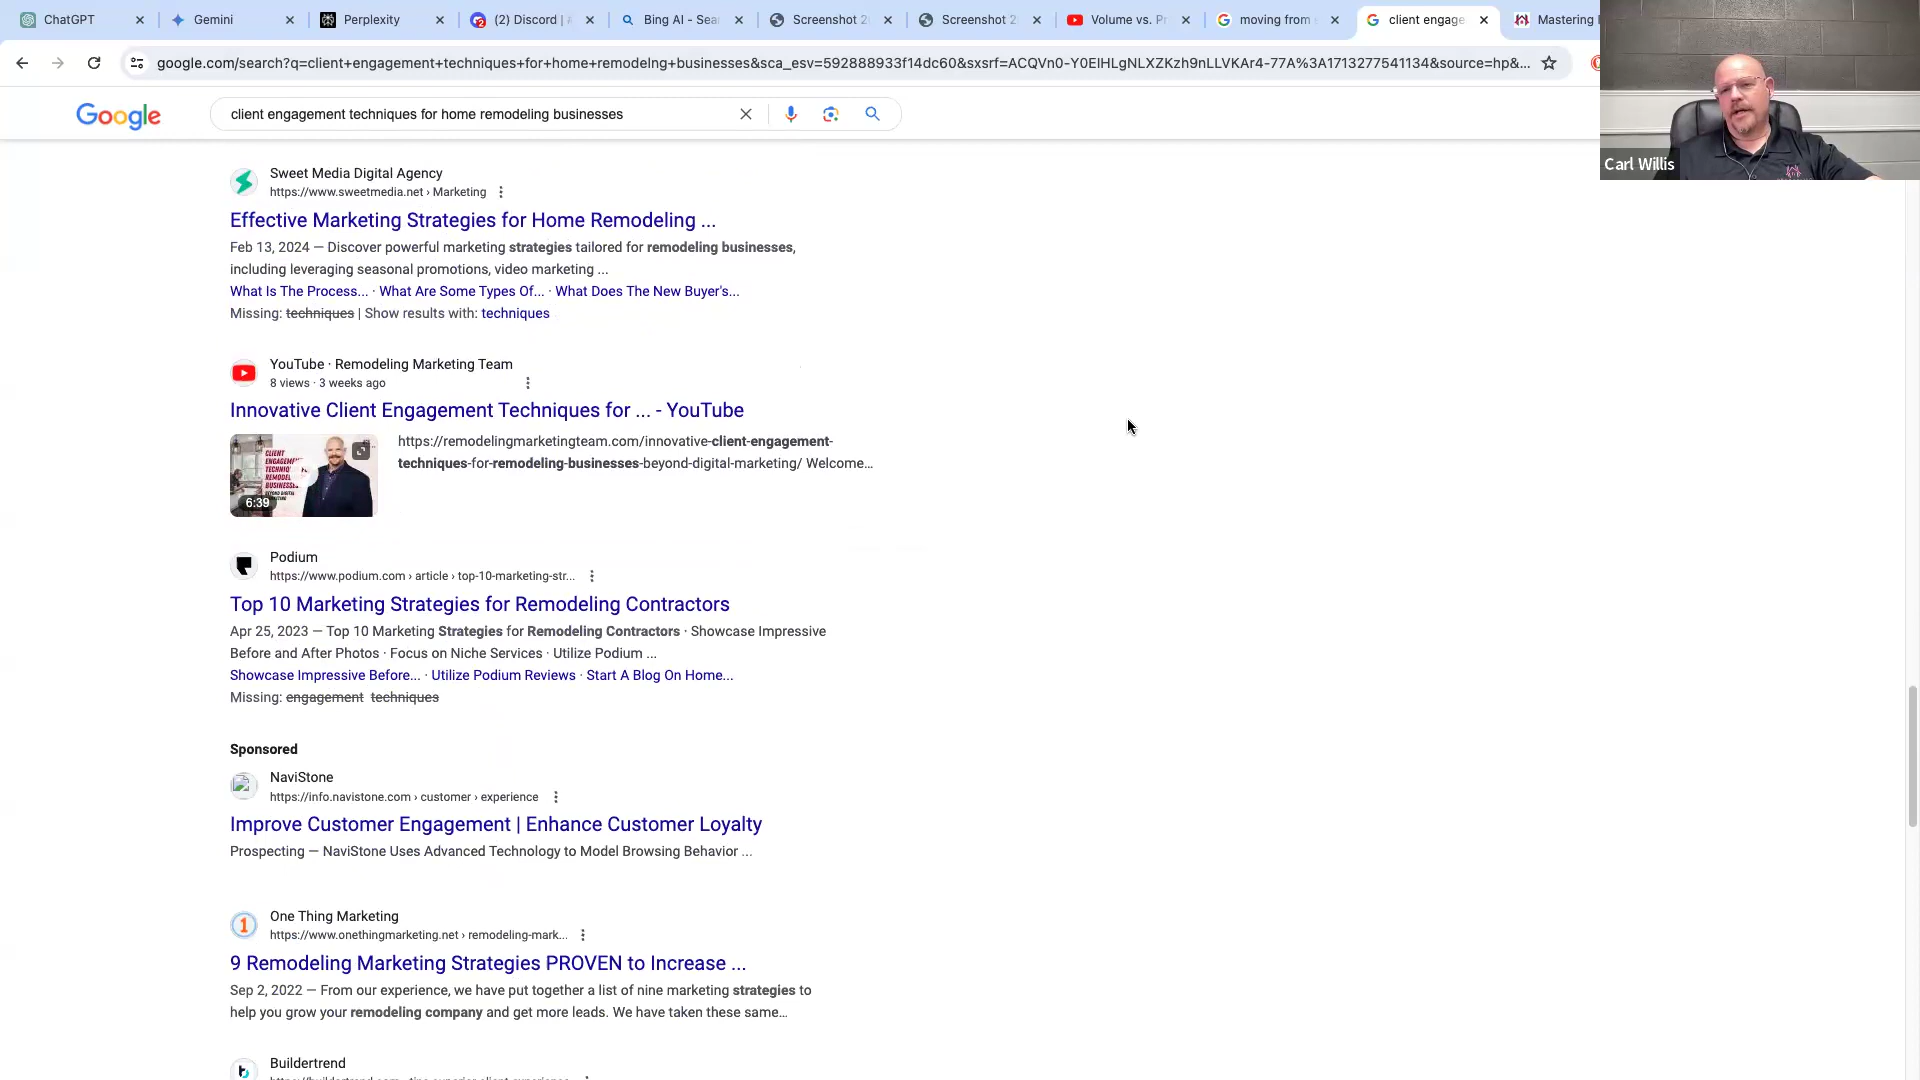 ChatGPT
Gemini
Perplexity
(2) Discord |
Bing AI - Sea
Screenshot 2
Screenshot 2
Volume vs. Pr
moving from
client engage
Mastering
google.com/search?q=client+engagement+techniques+for+home+remodelng+businesses&sca_esv=592888933f14dc60&sxsrf=ACQVn0-Y0EIHLgNLXZKzh9nLLVKAr4-77A%3A1713277541134&source=hp&...
Google
client engagement techniques for home remodeling businesses
Carl Willis
Sweet Media Digital Agency
https://www.sweetmedia.net › Marketing
Effective Marketing Strategies for Home Remodeling ...
Feb 13, 2024 — Discover powerful marketing strategies tailored for remodeling businesses,
including leveraging seasonal promotions, video marketing ...
What Is The Process... · What Are Some Types Of... · What Does The New Buyer's...
Missing: techniques | Show results with: techniques
YouTube · Remodeling Marketing Team
8 views · 3 weeks ago
Innovative Client Engagement Techniques for ... - YouTube
https://remodelingmarketingteam.com/innovative-client-engagement-
techniques-for-remodeling-businesses-beyond-digital-marketing/ Welcome...
CLIENT
6:39
Podium
https://www.podium.com › article › top-10-marketing-str...
Top 10 Marketing Strategies for Remodeling Contractors
Apr 25, 2023 — Top 10 Marketing Strategies for Remodeling Contractors · Showcase Impressive
Before and After Photos · Focus on Niche Services · Utilize Podium ...
Showcase Impressive Before... · Utilize Podium Reviews · Start A Blog On Home...
Missing: engagement techniques
Sponsored
NaviStone
https://info.navistone.com › customer › experience
Improve Customer Engagement | Enhance Customer Loyalty
Prospecting — NaviStone Uses Advanced Technology to Model Browsing Behavior ...
One Thing Marketing
https://www.onethingmarketing.net › remodeling-mark...
9 Remodeling Marketing Strategies PROVEN to Increase ...
Sep 2, 2022 — From our experience, we have put together a list of nine marketing strategies to
help you grow your remodeling company and get more leads. We have taken these same...
Buildertrend